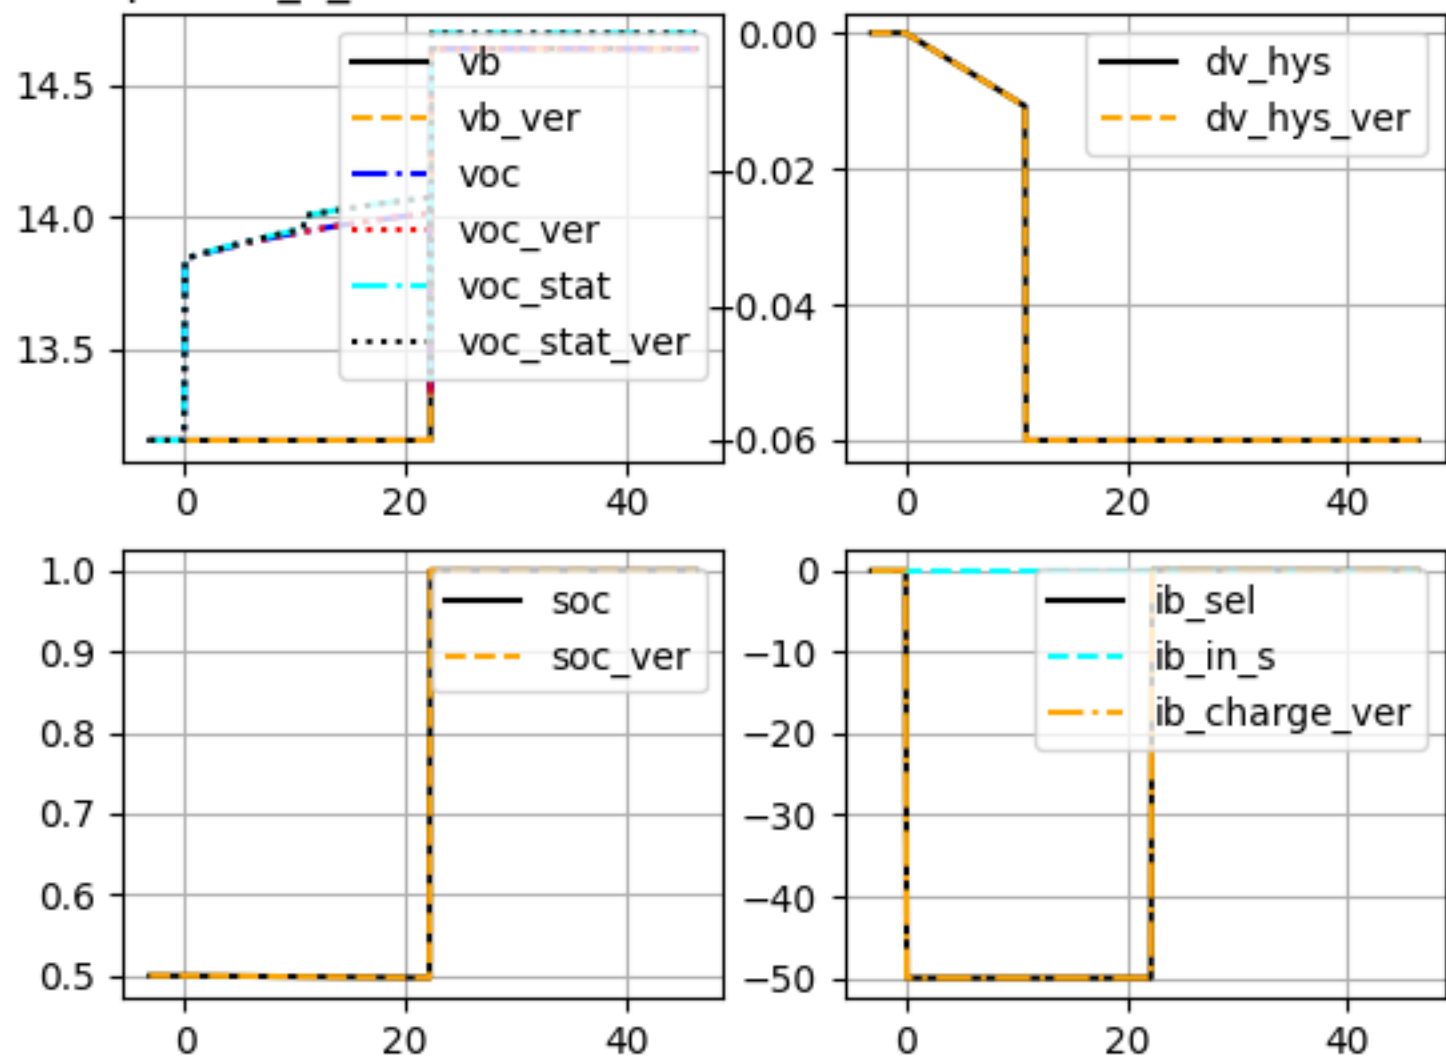 14.5
14.0
13.5
vb
vb_ver
voc
voc_ver
voc_stat
voc_stat_ver
0 20 40
0.00
−0.02
−0.04
−0.06
dv_hys
dv_hys_ver
0 20 40
1.0
0.9
0.8
0.7
0.6
0.5
soc
soc_ver
0 20 40
0
−10
−20
−30
−40
−50
ib_sel
ib_in_s
ib_charge_ver
0 20 40